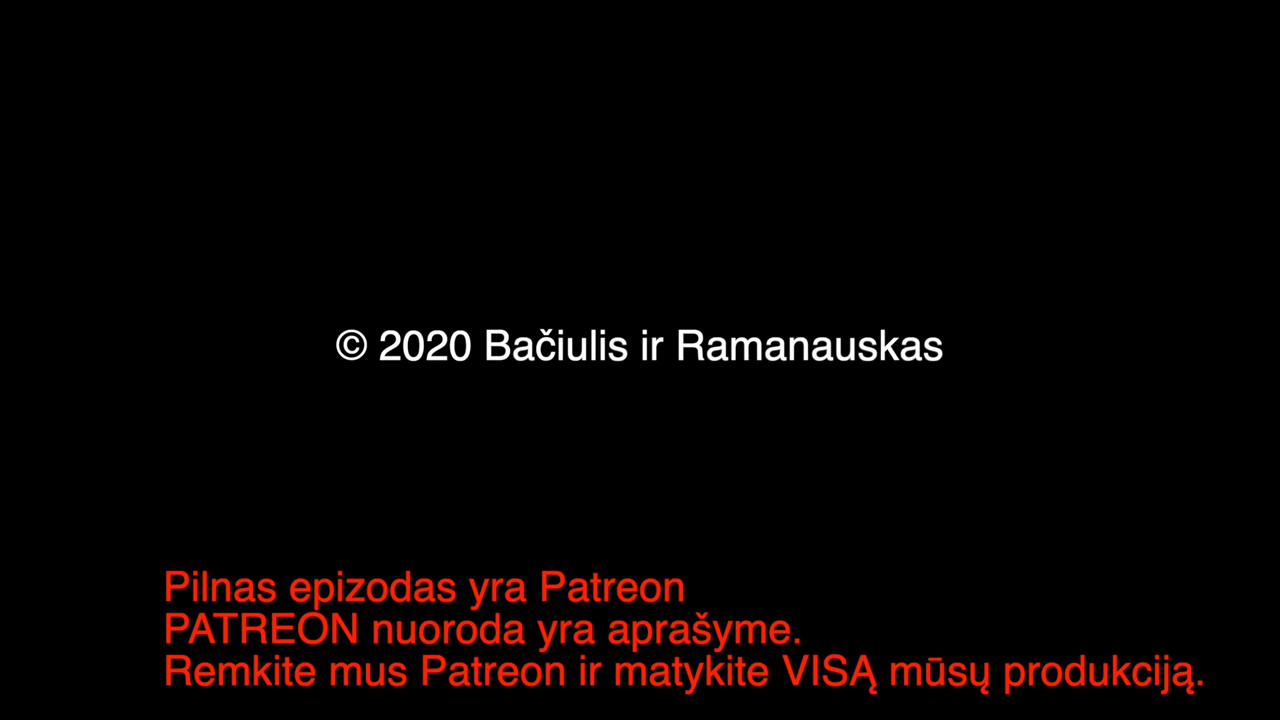 © 2020 Bačiulis ir Ramanauskas
Pilnas epizodas yra Patreon
PATREON nuoroda yra aprašyme.
Remkite mus Patreon ir matykite VISĄ mūsų produkciją.